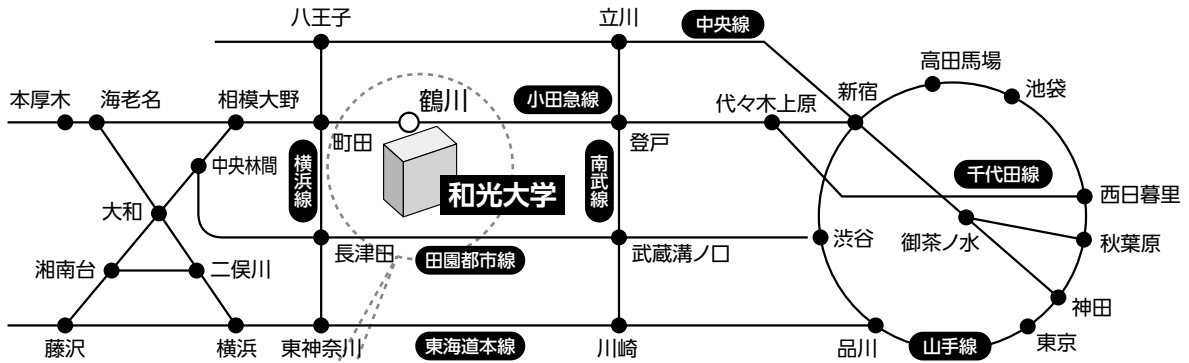 八王子
立川
中央線
高田馬場
池袋
本厚木
海老名
相模大野
鶴川
小田急線
代々木上原
新宿
町田
登戸
中央林間
横浜線
南武線
千代田線
和光大学
西日暮里
大和
御茶ノ水
秋葉原
渋谷
長津田
田園都市線
武蔵溝ノ口
湘南台
二俣川
神田
東京
藤沢
横浜
東神奈川
東海道本線
川崎
品川
山手線